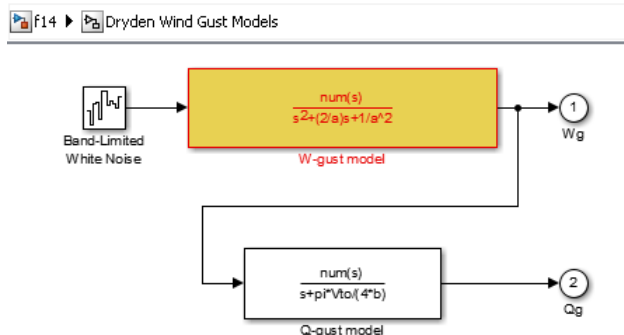 f14 Dryden Wind Gust Models
num(s)
s2+(2/a)s+1/a^2
W-gust model
Band-Limited
White Noise
1
Wg
num(s)
s+pi*Vto/(4*b)
Q-gust model
2
Qg